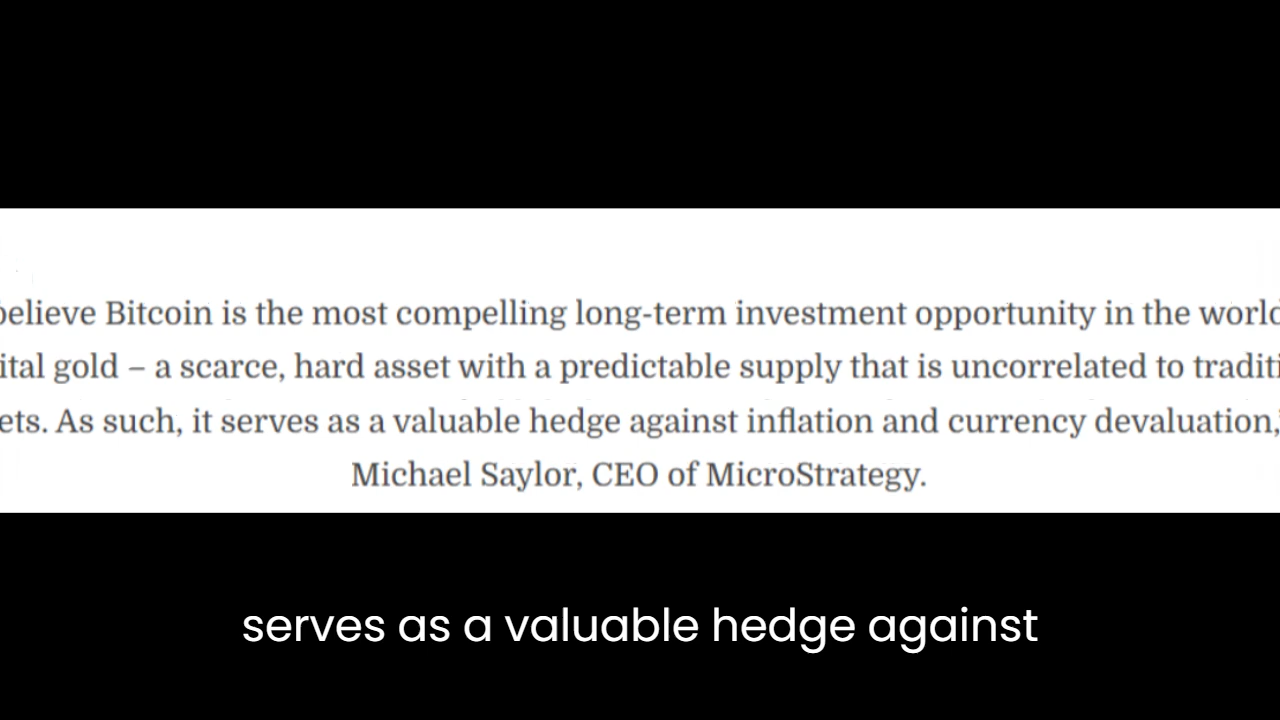 believe Bitcoin is the most compelling long-term investment opportunity in the world
ital gold – a scarce, hard asset with a predictable supply that is uncorrelated to traditi
ets. As such, it serves as a valuable hedge against inflation and currency devaluation,
Michael Saylor, CEO of MicroStrategy.
serves as a valuable hedge against